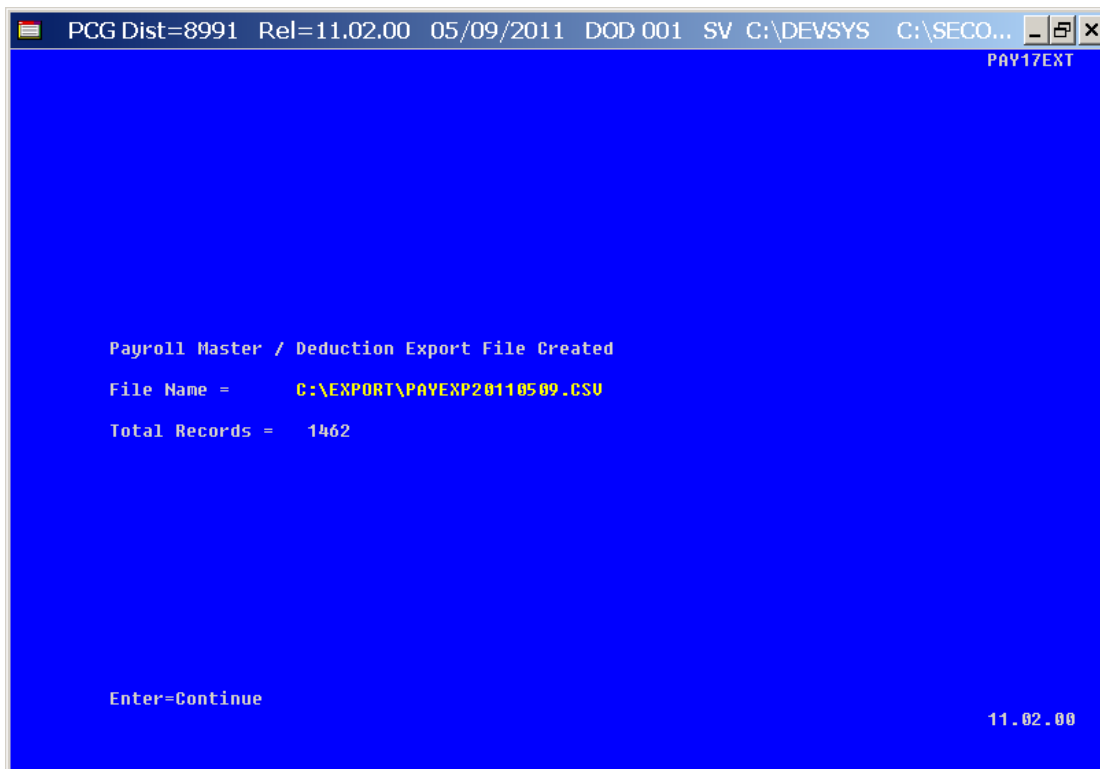 PCG Dist=8991 Rel=11.02.00 05/09/2011 DOD 001 SV C:\DEVSYS C:\SECO...
PAY17EXT
Payroll Master / Deduction Export File Created
File Name = C:\EXPORT\PAYEXP20110509.CSV
Total Records = 1462
Enter=Continue
11.02.00